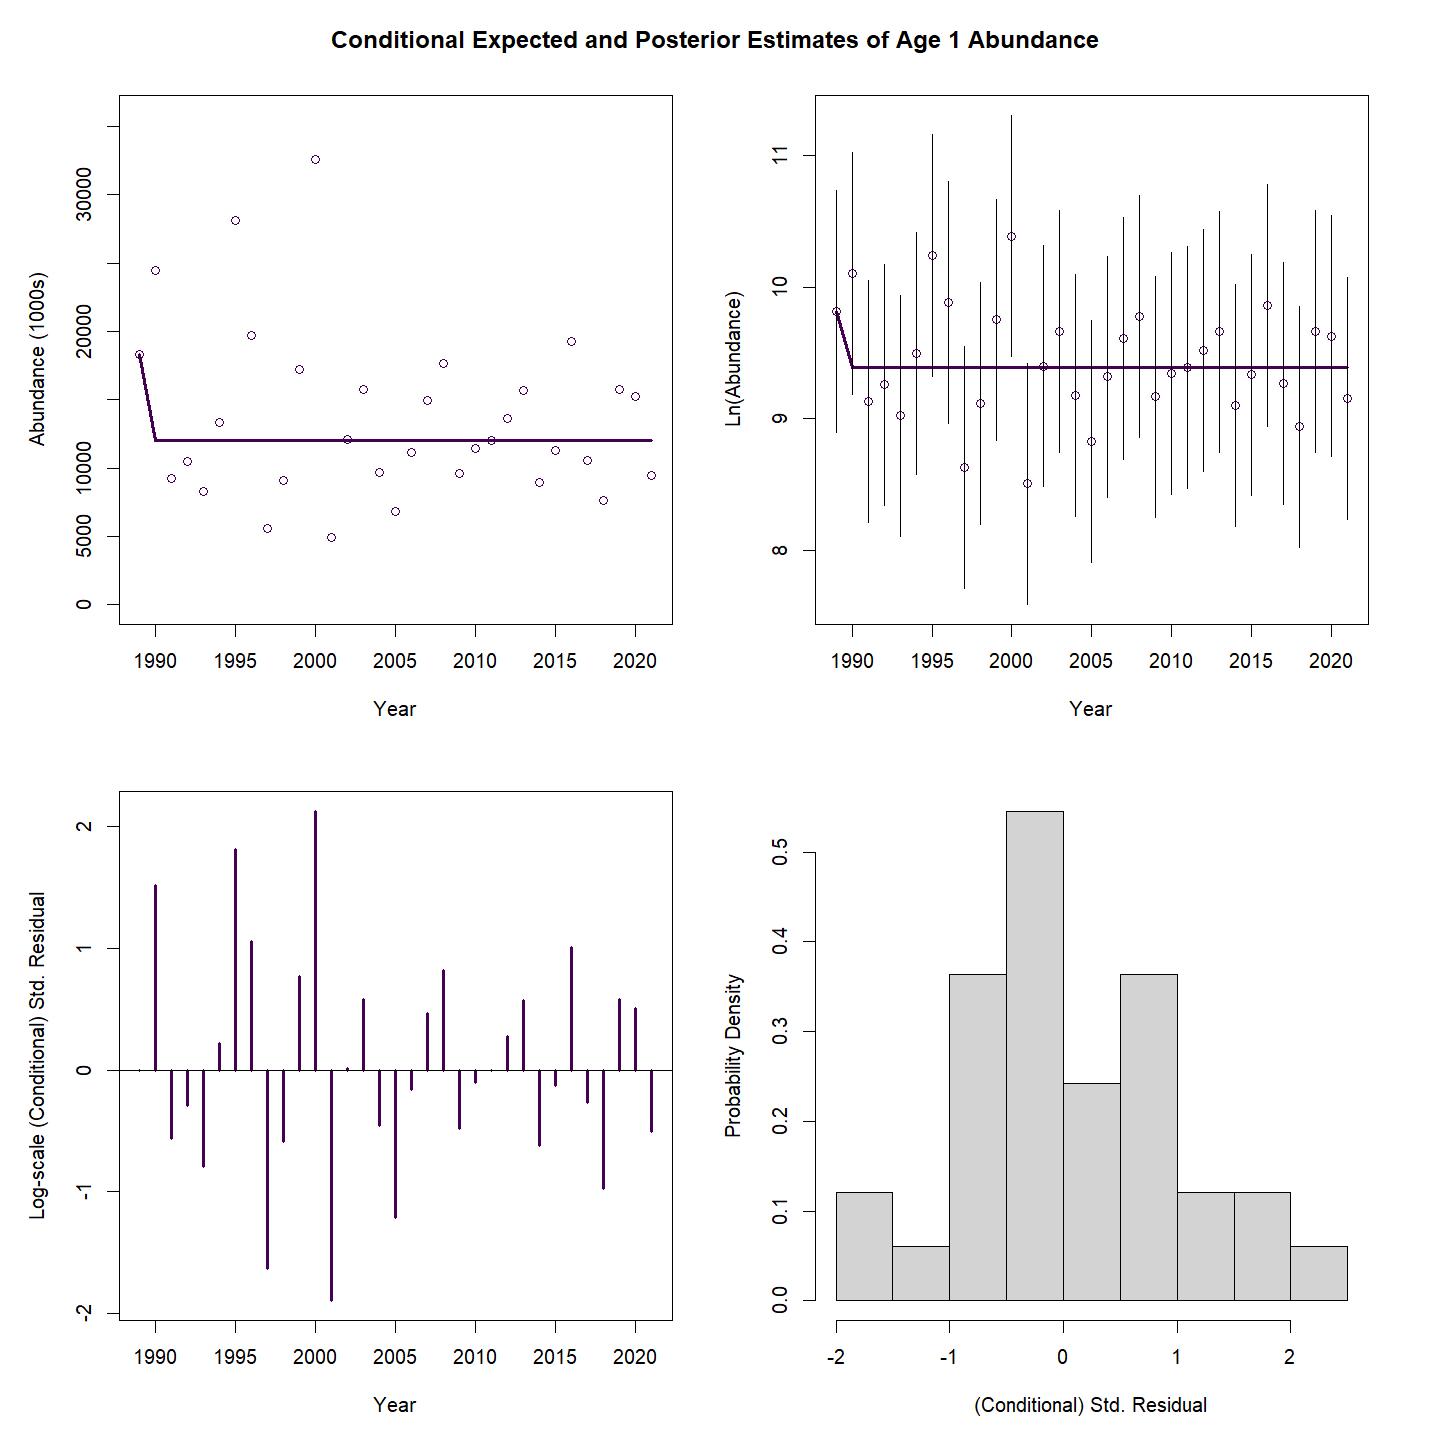 Conditional Expected and Posterior Estimates of Age 1 Abundance
Abundance (1000s)
30000
20000
10000
5000
0
1990 1995 2000 2005 2010 2015 2020
Year
Ln(Abundance)
11
10
9
8
1990 1995 2000 2005 2010 2015 2020
Year
Log-scale (Conditional) Std. Residual
2
1
0
-1
-2
1990 1995 2000 2005 2010 2015 2020
Year
Probability Density
0.5
0.4
0.3
0.2
0.1
0.0
-2 -1 0 1 2
(Conditional) Std. Residual